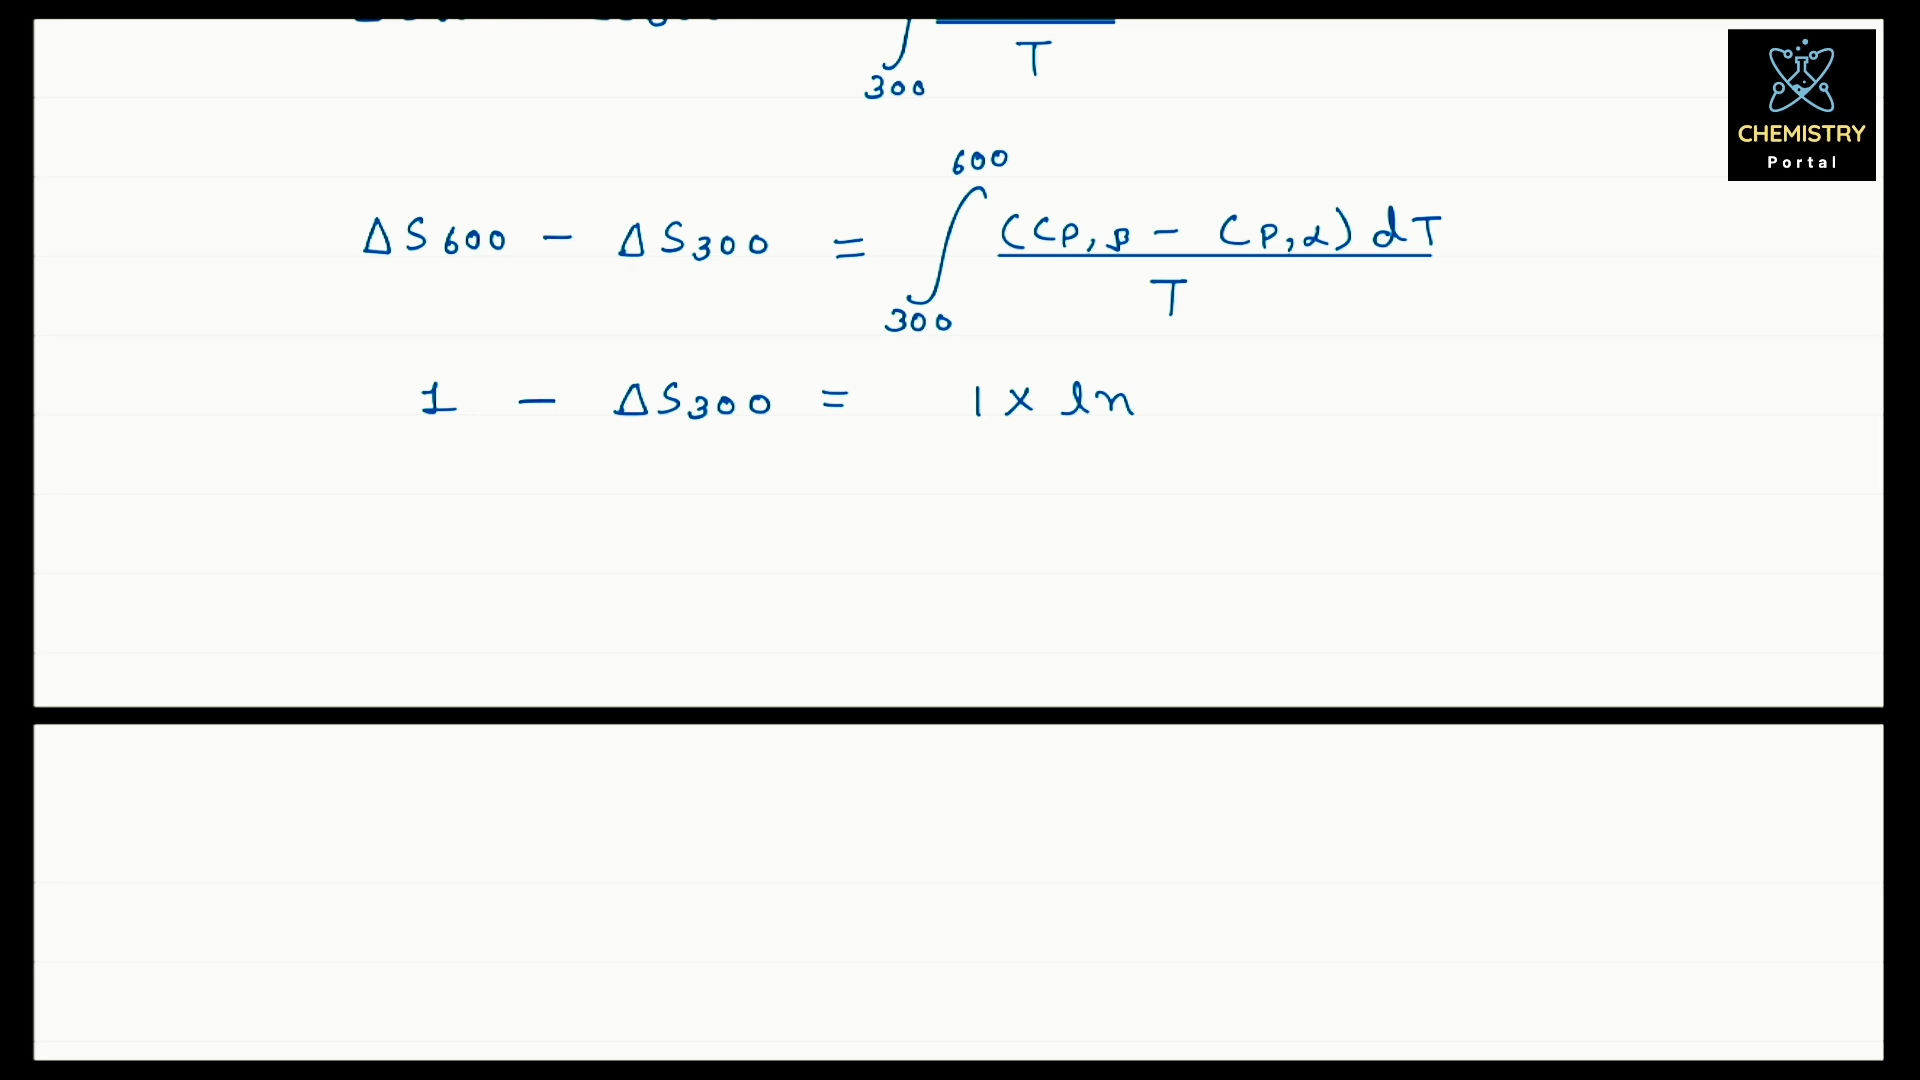 T
300
600
ΔS600 - ΔS300 = ∫ (Cp,β - Cp,α) dT
T
300
1 - ΔS300 = 1 x ln
CHEMISTRY
Portal